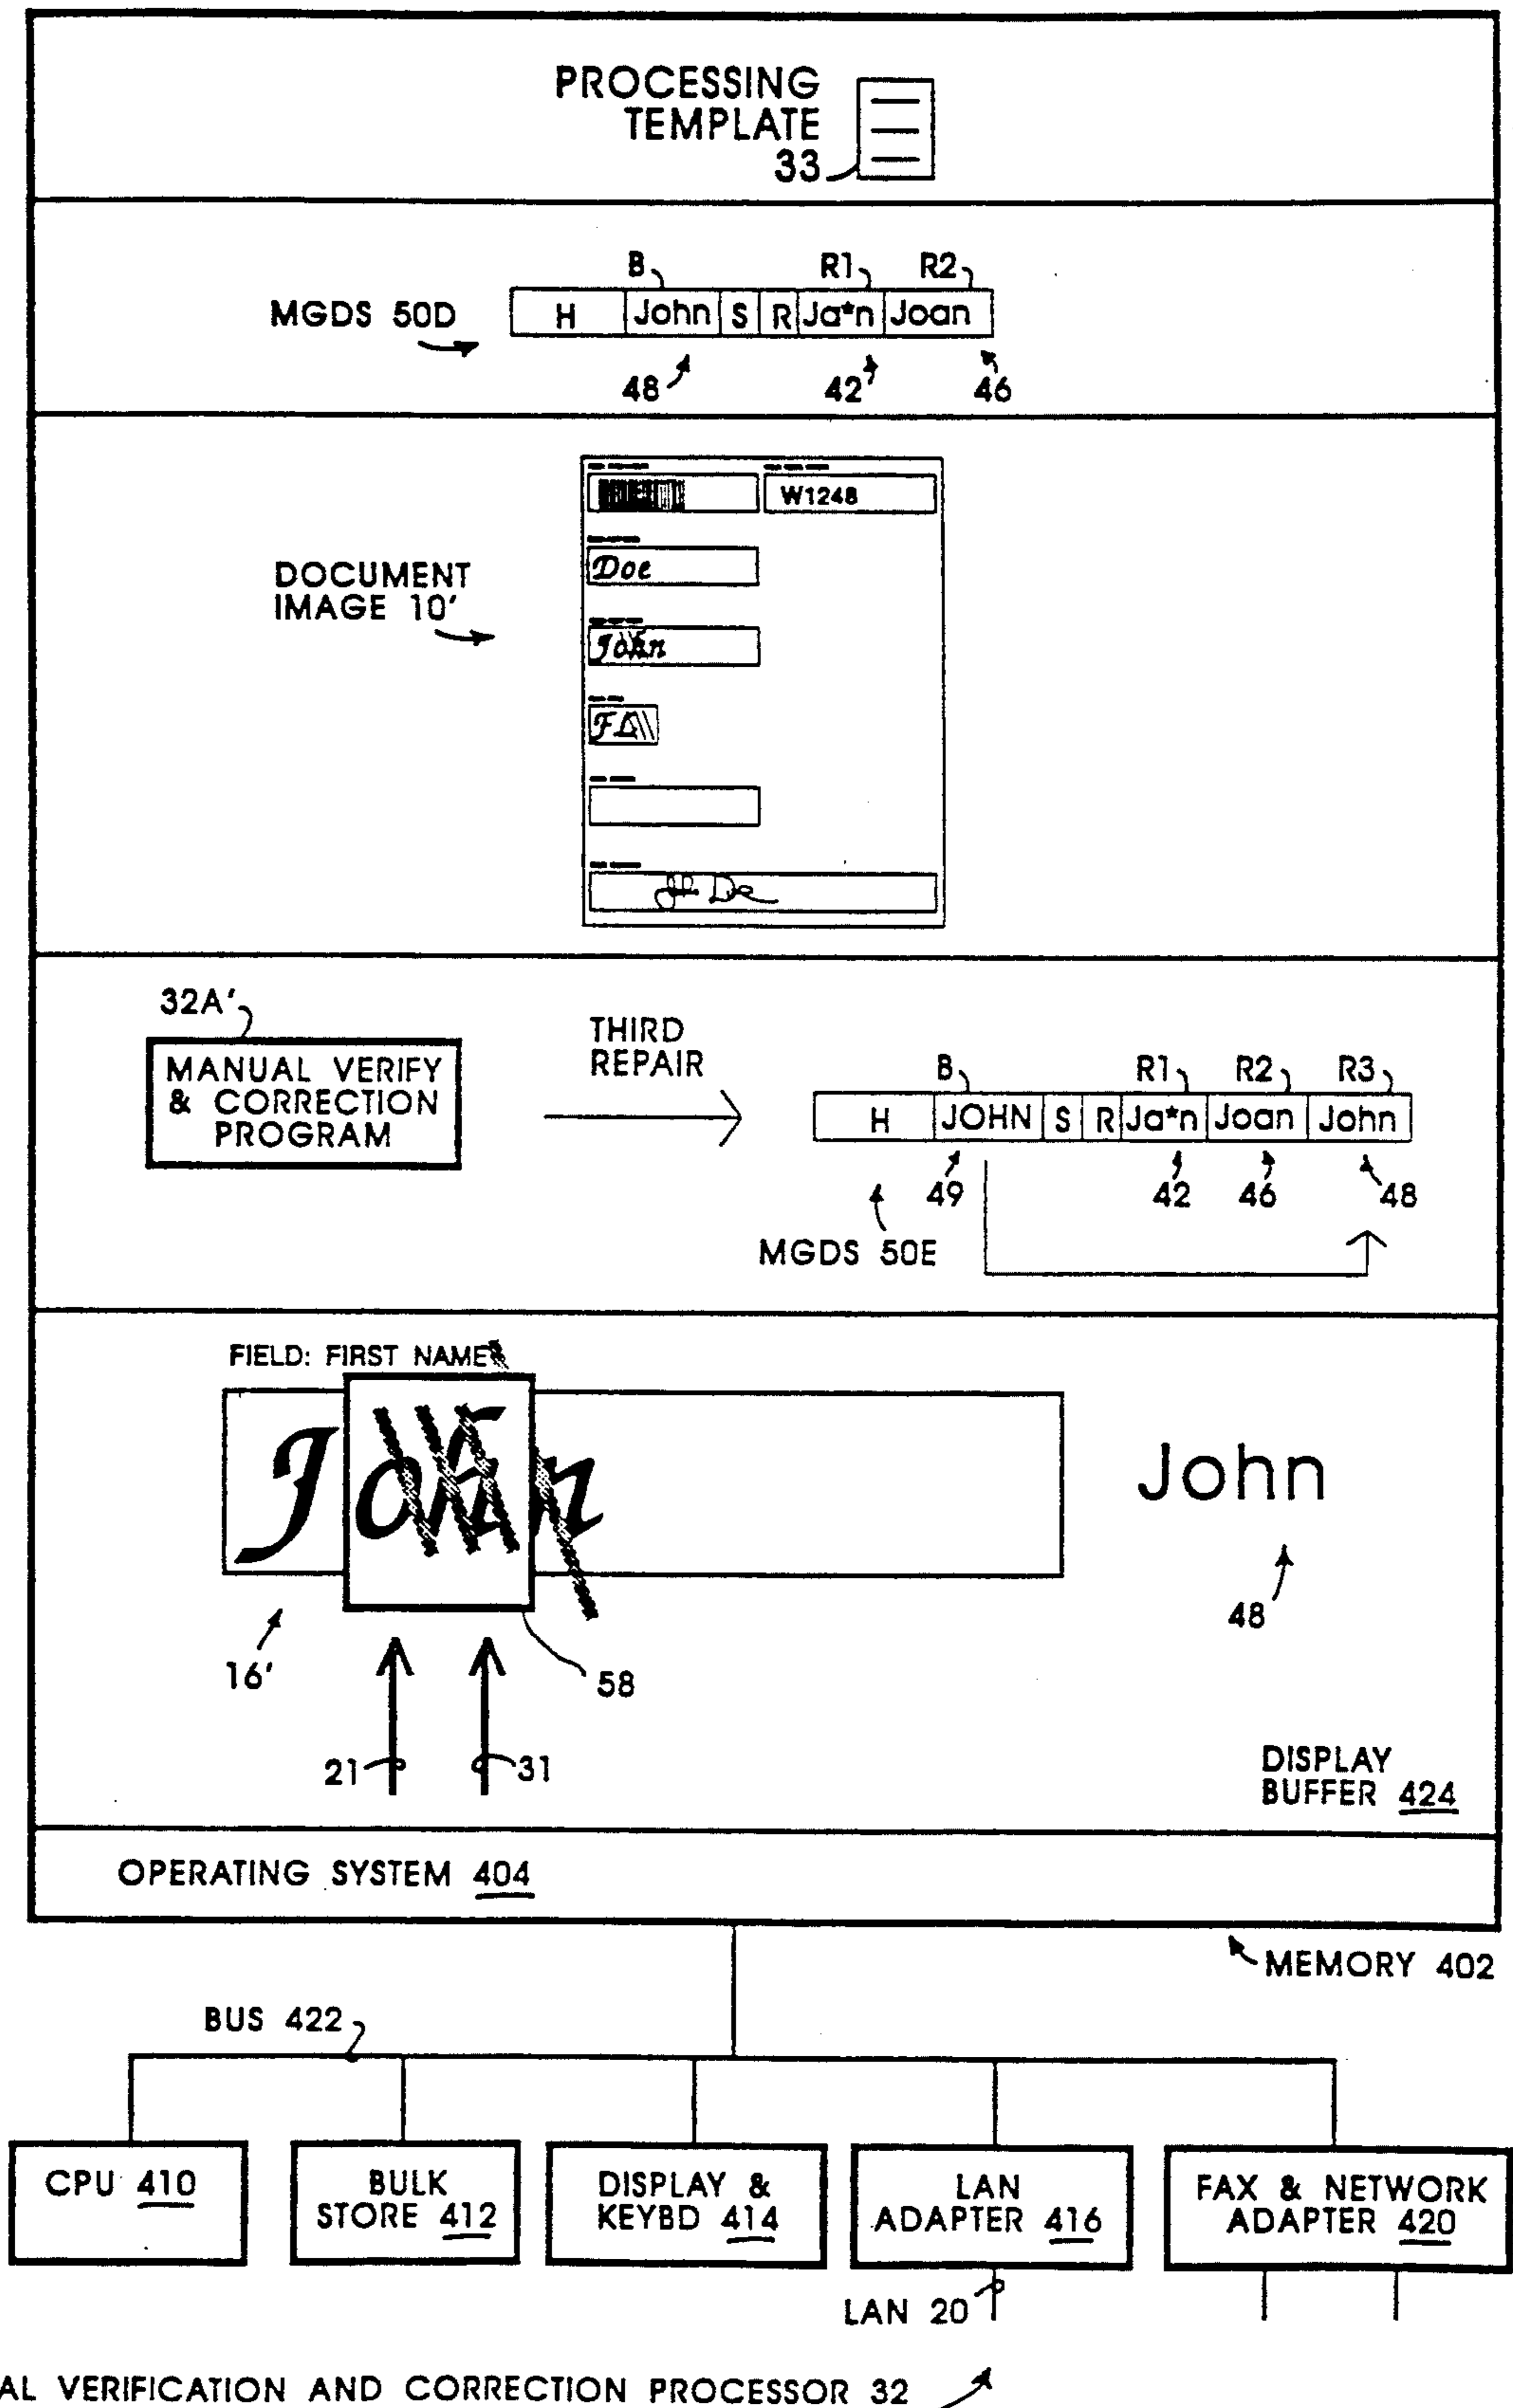 PROCESSING
TEMPLATE
33
B R1 R2
MGDS 50D
H John S R Ja*n Joan
48 42' 46
W1248
Doe
DOCUMENT
IMAGE 10'
John
FL
32A'
MANUAL VERIFY
& CORRECTION
PROGRAM
THIRD
REPAIR
B R1 R2 R3
H JOHN S R Ja*n Joan John
49 42 46 48
MGDS 50E
FIELD: FIRST NAME
John
John
48
16'
58
21 31
DISPLAY
BUFFER 424
OPERATING SYSTEM 404
MEMORY 402
BUS 422
CPU 410
BULK
STORE 412
DISPLAY &
KEYBD 414
LAN
ADAPTER 416
FAX & NETWORK
ADAPTER 420
LAN 20
AL VERIFICATION AND CORRECTION PROCESSOR 32